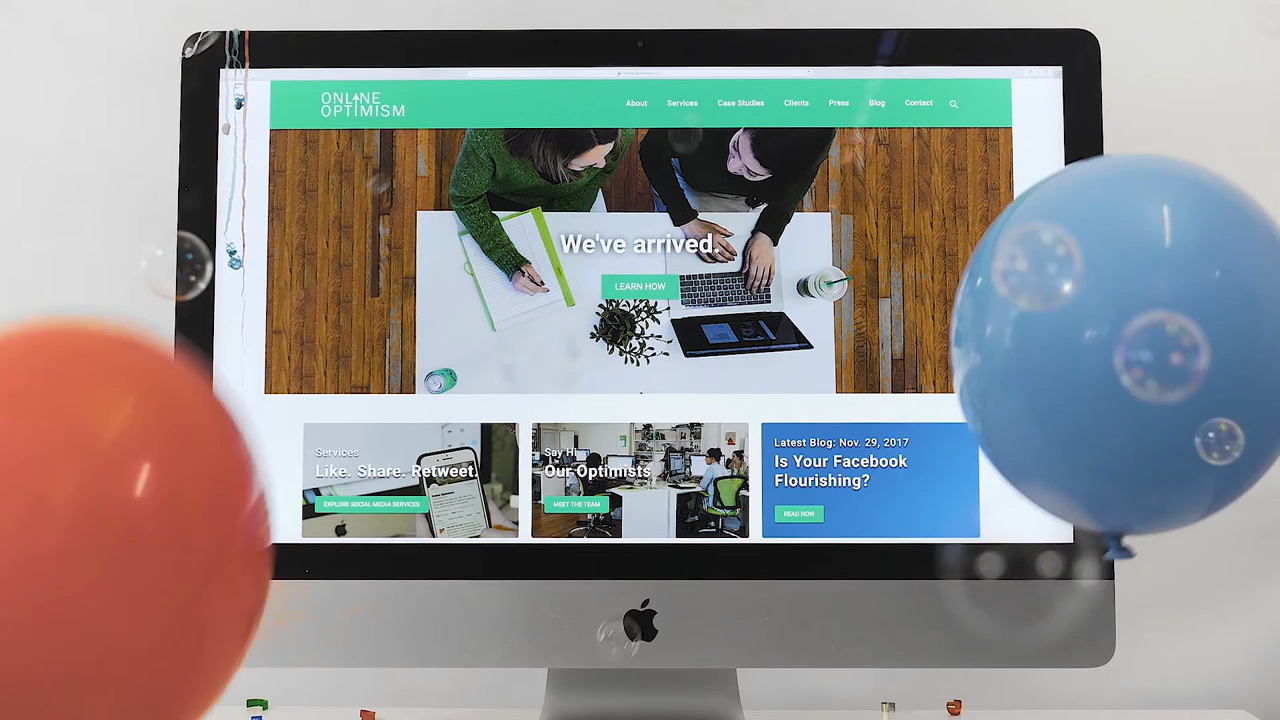 ONLINE
OPTIMISM
About
Services
Case Studies
Clients
Press
Blog
Contact
We've arrived.
LEARN HOW
Services
Like. Share. Retweet.
EXPLORE SOCIAL MEDIA SERVICES
Say Hi
Our Optimists
MEET THE TEAM
Latest Blog: Nov. 29, 2017
Is Your Facebook
Flourishing?
READ NOW